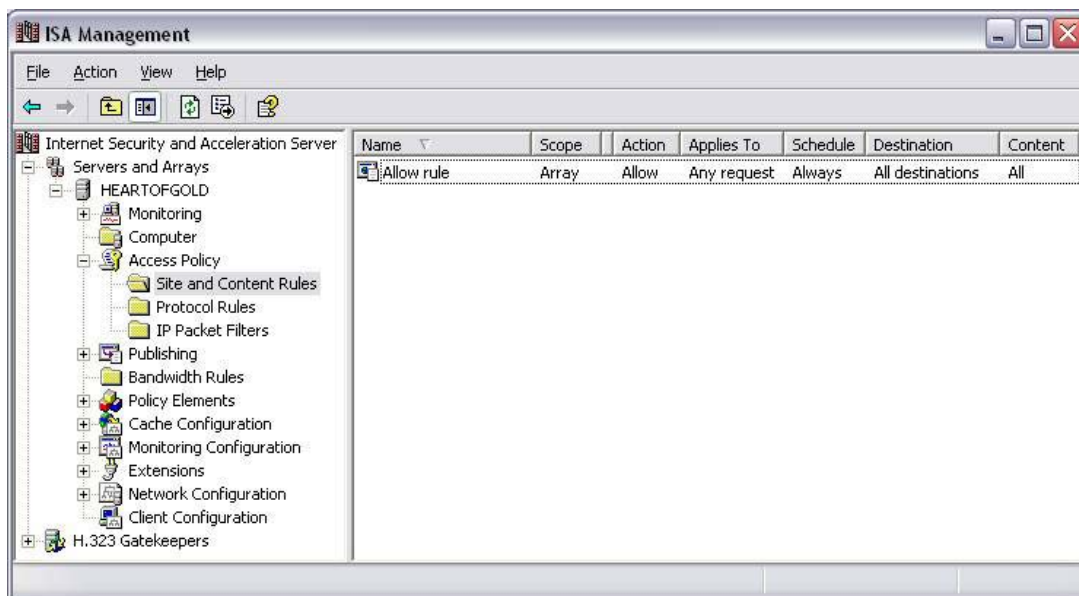 ISA Management
File Action View Help
Internet Security and Acceleration Server
Servers and Arrays
HEARTOFGOLD
Monitoring
Computer
Access Policy
Site and Content Rules
Protocol Rules
IP Packet Filters
Publishing
Bandwidth Rules
Policy Elements
Cache Configuration
Monitoring Configuration
Extensions
Network Configuration
Client Configuration
H.323 Gatekeepers
Name Scope Action Applies To Schedule Destination Content
Allow rule Array Allow Any request Always All destinations All